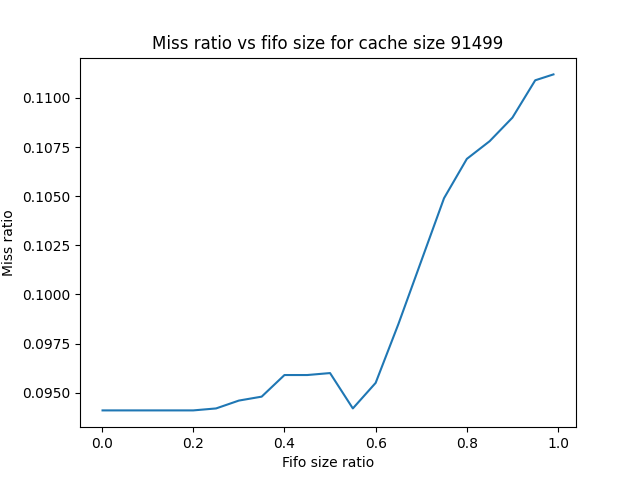 Miss ratio vs fifo size for cache size 91499
0.1100
0.1075
0.1050
0.1025
0.1000
0.0975
0.0950
Miss ratio
0.0 0.2 0.4 0.6 0.8 1.0
Fifo size ratio